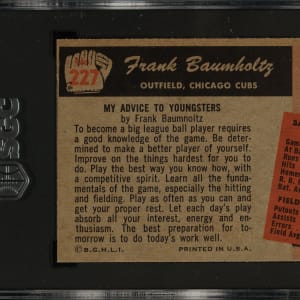 227
Frank Baumholtz
OUTFIELD, CHICAGO CUBS
MY ADVICE TO YOUNGSTERS
by Frank Baumholtz
To become a big league ball player requires
a good knowledge of the game. Be deter-
mined to make a better player of yourself.
Improve on the things hardest for you to
do. Play the best way you know how, with
a competitive spirit. Learn all the funda-
mentals of the game, especially the hitting
and fielding. Play as often as you can and
get your proper rest. Let each day's play
absorb all your interest, energy and en-
thusiasm. The best preparation for to-
morrow is to do today's work well.
©B.G.H.L.I. PRINTED IN U.S.A.
SGC